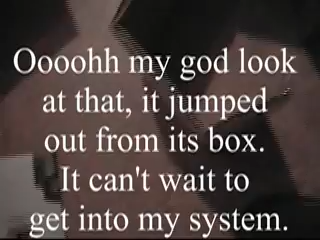 Ooooohh my god look
at that, it jumped
out from its box.
It can't wait to
get into my system.